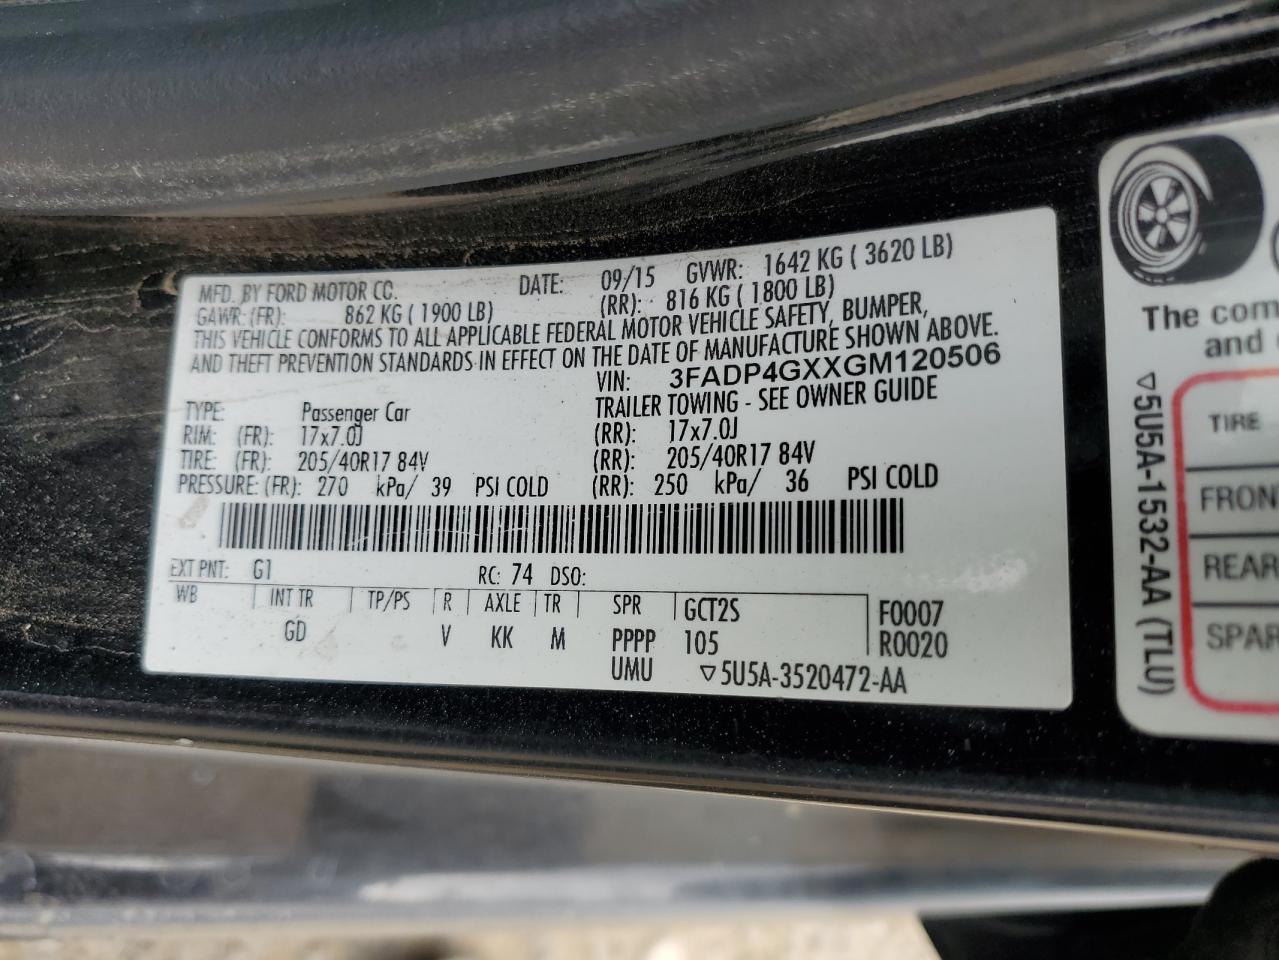 MFD. BY FORD MOTOR CO. DATE: 09/15 GVWR: 1642 KG ( 3620 LB)
GAWR: (FR): 862 KG ( 1900 LB) (RR): 816 KG ( 1800 LB)
THIS VEHICLE CONFORMS TO ALL APPLICABLE FEDERAL MOTOR VEHICLE SAFETY, BUMPER,
AND THEFT PREVENTION STANDARDS IN EFFECT ON THE DATE OF MANUFACTURE SHOWN ABOVE.
VIN: 3FADP4GXXGM120506
TYPE: Passenger Car TRAILER TOWING - SEE OWNER GUIDE
RIM: (FR): 17x7.0J (RR): 17x7.0J
TIRE: (FR): 205/40R17 84V (RR): 205/40R17 84V
PRESSURE: (FR): 270 kPa/ 39 PSI COLD (RR): 250 kPa/ 36 PSI COLD
EXT PNT: G1 RC: 74 DSO:
WB INT TR TP/PS R AXLE TR SPR GCT2S F0007
GD V KK M PPPP 105 R0020
UMU ▽5U5A-3520472-AA
▽5U5A-1532-AA (TLU)
The com
and
TIRE
FRON
REAR
SPAR